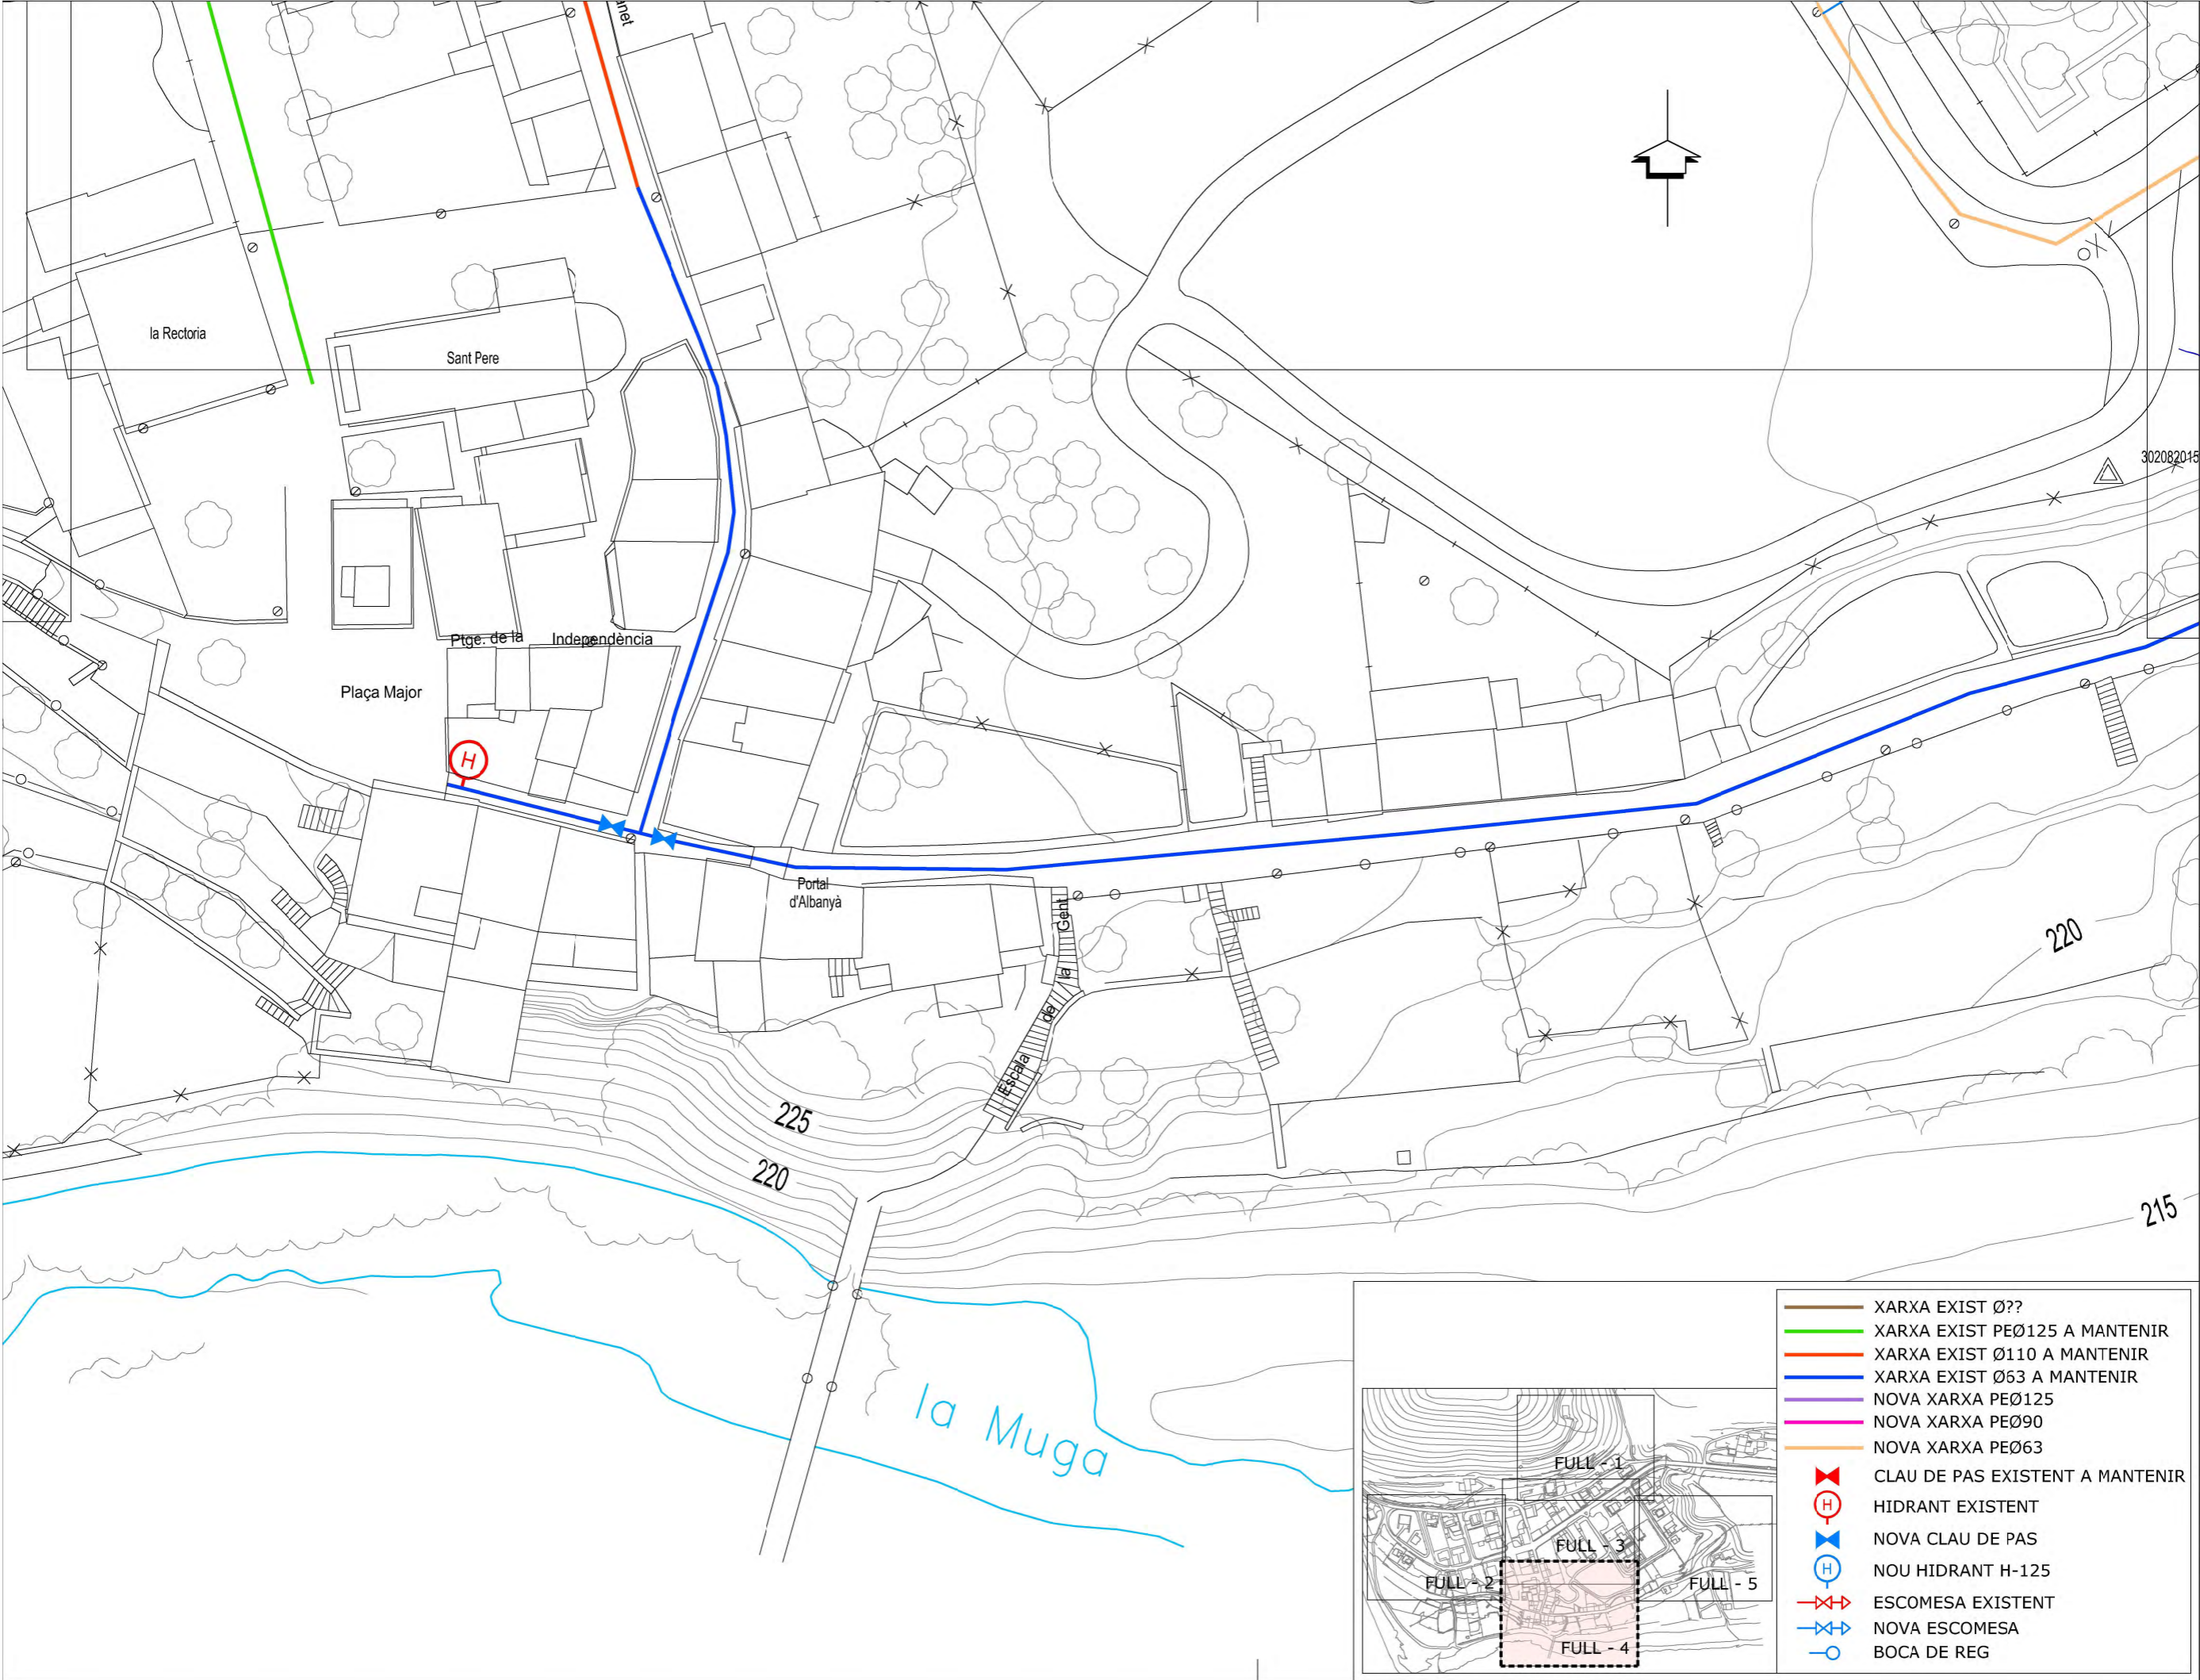 anet
la Rectoria
Sant Pere
302082015
Ptge. de la Independència
Plaça Major
H
Portal
d'Albanyà
Escala de la Gent
220
225
220
215
la Muga
FULL - 1
FULL - 3
FULL - 2
FULL - 5
FULL - 4
XARXA EXIST Ø??
XARXA EXIST PEØ125 A MANTENIR
XARXA EXIST Ø110 A MANTENIR
XARXA EXIST Ø63 A MANTENIR
NOVA XARXA PEØ125
NOVA XARXA PEØ90
NOVA XARXA PEØ63
CLAU DE PAS EXISTENT A MANTENIR
H HIDRANT EXISTENT
NOVA CLAU DE PAS
H NOU HIDRANT H-125
ESCOMESA EXISTENT
NOVA ESCOMESA
BOCA DE REG